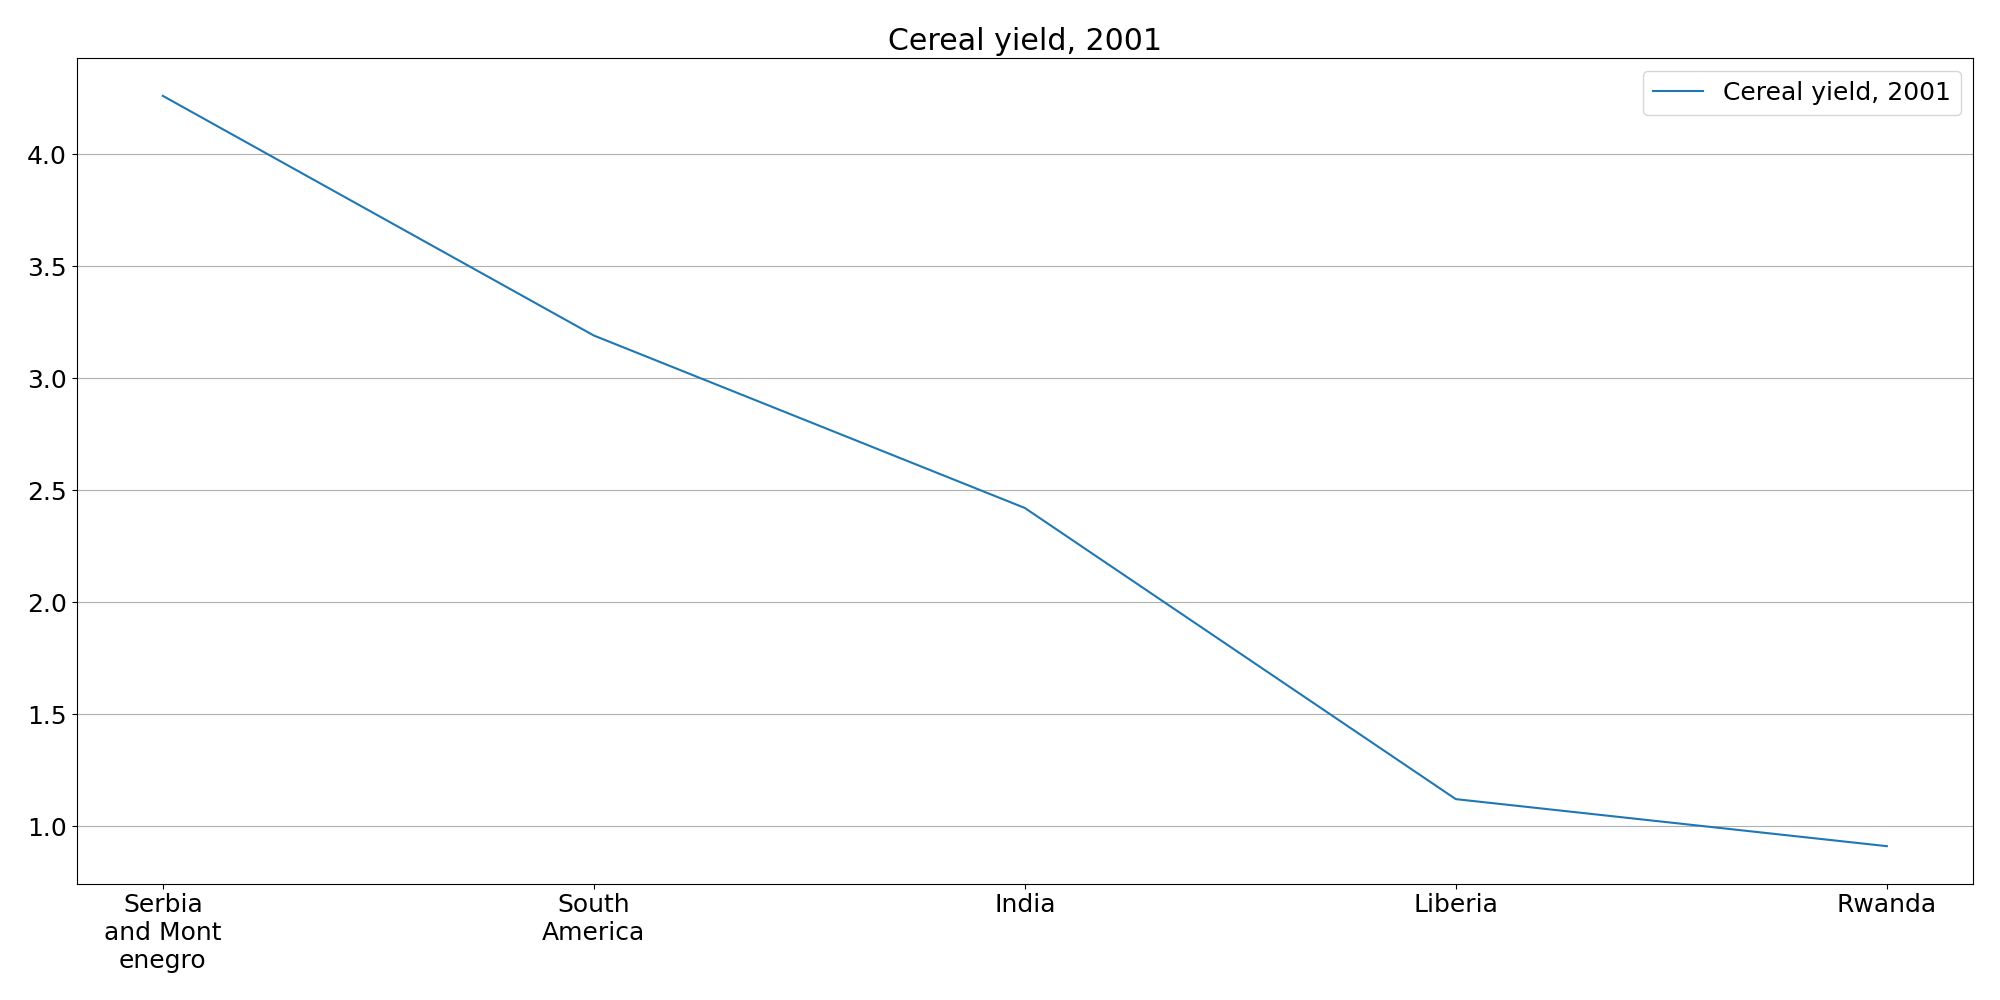 Cereal yield, 2001
Cereal yield, 2001
4.0
3.5
3.0
2.5
2.0
1.5
1.0
Serbia
and Mont
enegro
South
America
India
Liberia
Rwanda